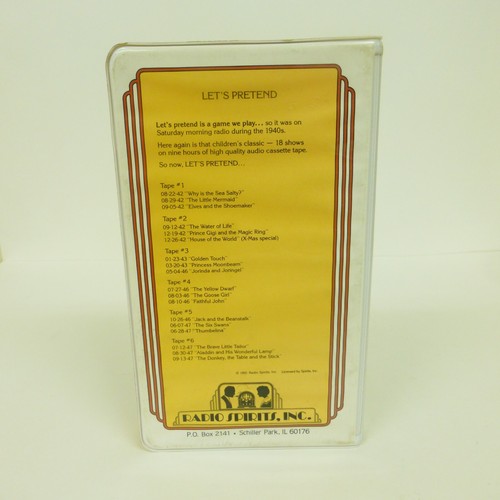 LET'S PRETEND
Let's pretend is a game we play... so it was on
Saturday morning radio during the 1940s.
Here again is that children's classic — 18 shows
on nine hours of high quality audio cassette tape.
So now, LET'S PRETEND...
Tape #1
08-22-42 "Why is the Sea Salty?"
08-29-42 "The Little Mermaid"
09-05-42 "Elves and the Shoemaker"
Tape #2
09-12-42 "The Water of Life"
12-19-42 "Prince Gigi and the Magic Ring"
12-26-42 "House of the World" (X-Mas special)
Tape #3
01-23-43 "Golden Touch"
03-20-43 "Princess Moonbeam"
05-04-46 "Jorinda and Joringel"
Tape #4
07-27-46 "The Yellow Dwarf"
08-03-46 "The Goose Girl"
08-10-46 "Faithful John"
Tape #5
10-26-46 "Jack and the Beanstalk"
06-07-47 "The Six Swans"
06-28-47 "Thumbelina"
Tape #6
07-12-47 "The Brave Little Tailor"
08-30-47 "Aladdin and His Wonderful Lamp"
09-13-47 "The Donkey, the Table and the Stick"
Radio Spirits, Inc.
RADIO SPIRITS, INC.
P.O. Box 2141 • Schiller Park, IL 60176